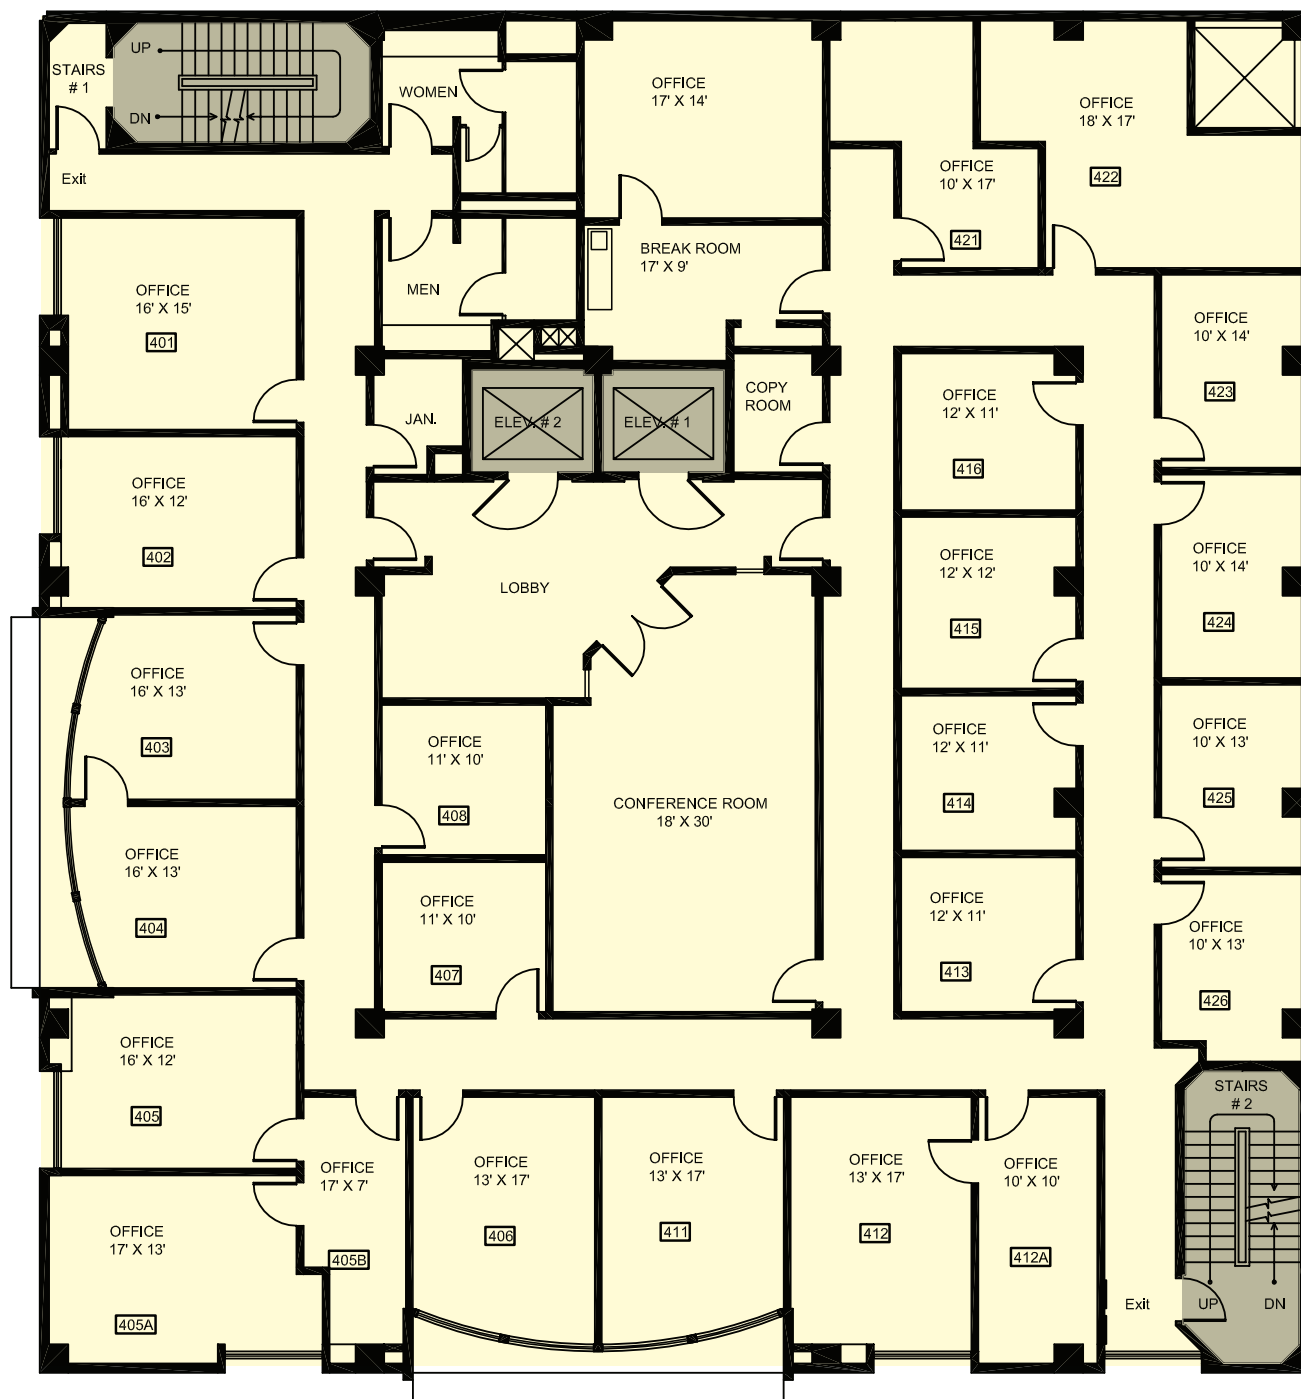 UP
STAIRS
# 1
DN
Exit
WOMEN
OFFICE
17' X 14'
OFFICE
18' X 17'
422
OFFICE
10' X 17'
421
BREAK ROOM
17' X 9'
MEN
OFFICE
16' X 15'
401
OFFICE
10' X 14'
423
JAN.
ELEV. # 2
ELEV. # 1
COPY
ROOM
OFFICE
12' X 11'
416
OFFICE
16' X 12'
402
LOBBY
OFFICE
12' X 12'
415
OFFICE
10' X 14'
424
OFFICE
16' X 13'
403
OFFICE
11' X 10'
408
CONFERENCE ROOM
18' X 30'
OFFICE
12' X 11'
414
OFFICE
10' X 13'
425
OFFICE
16' X 13'
404
OFFICE
11' X 10'
407
OFFICE
12' X 11'
413
OFFICE
10' X 13'
426
OFFICE
16' X 12'
405
STAIRS
# 2
OFFICE
17' X 7'
405B
OFFICE
13' X 17'
406
OFFICE
13' X 17'
411
OFFICE
13' X 17'
412
OFFICE
10' X 10'
412A
OFFICE
17' X 13'
405A
Exit
UP
DN